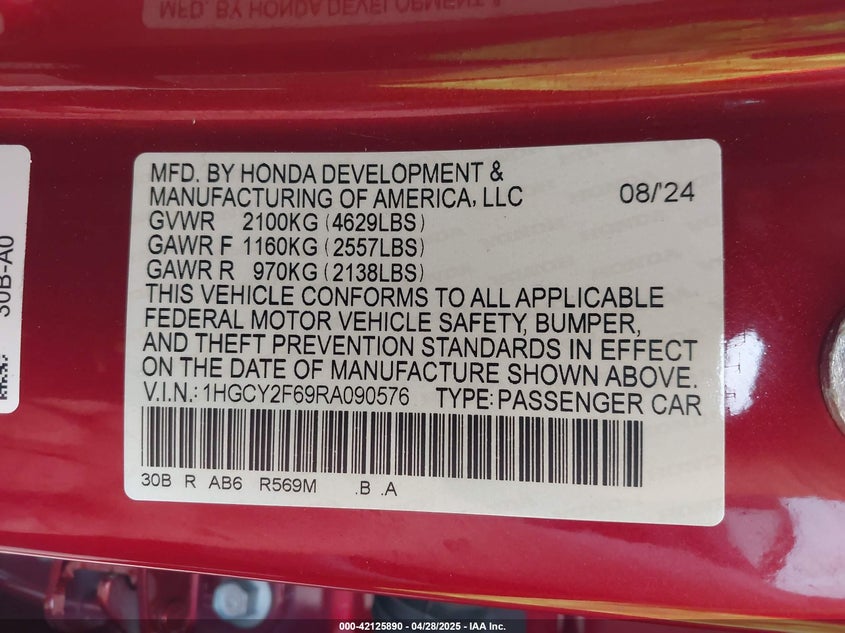 MFD. BY HONDA DEVELOPMENT &
MANUFACTURING OF AMERICA, LLC 08/'24
GVWR 2100KG (4629LBS)
GAWR F 1160KG (2557LBS)
GAWR R 970KG (2138LBS)
THIS VEHICLE CONFORMS TO ALL APPLICABLE
FEDERAL MOTOR VEHICLE SAFETY, BUMPER,
AND THEFT PREVENTION STANDARDS IN EFFECT
ON THE DATE OF MANUFACTURE SHOWN ABOVE.
V.I.N.: 1HGCY2F69RA090576 TYPE: PASSENGER CAR
30B R AB6 R569M .B .A
30B-A0
000-42125890 - 04/28/2025 - IAA Inc.